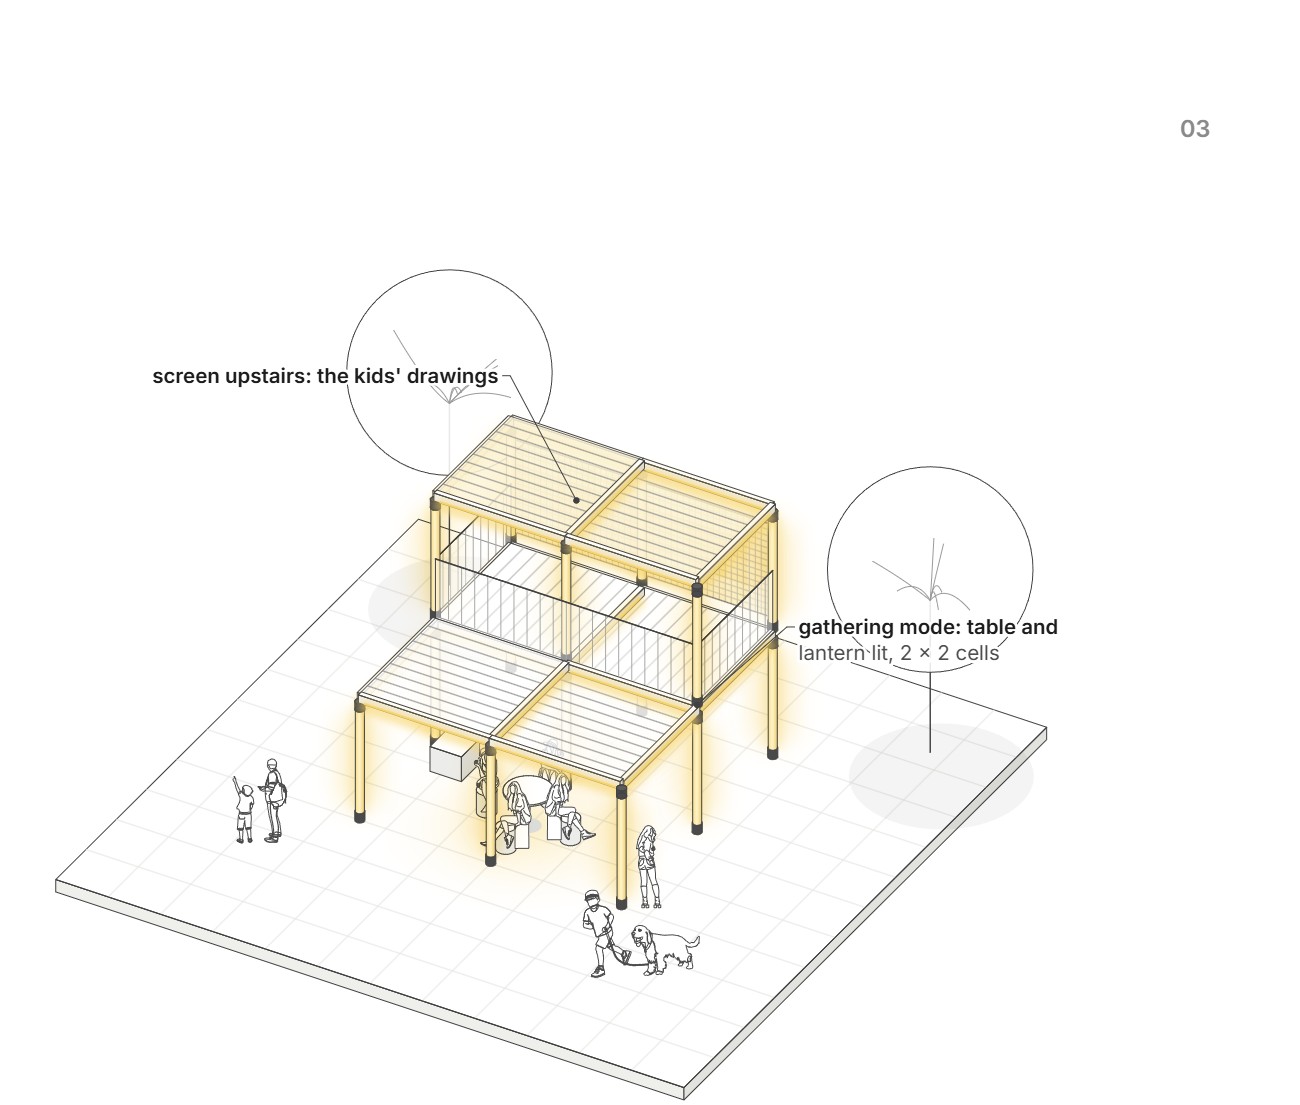 03
screen upstairs: the kids' drawings
gathering mode: table and
lantern lit, 2 × 2 cells